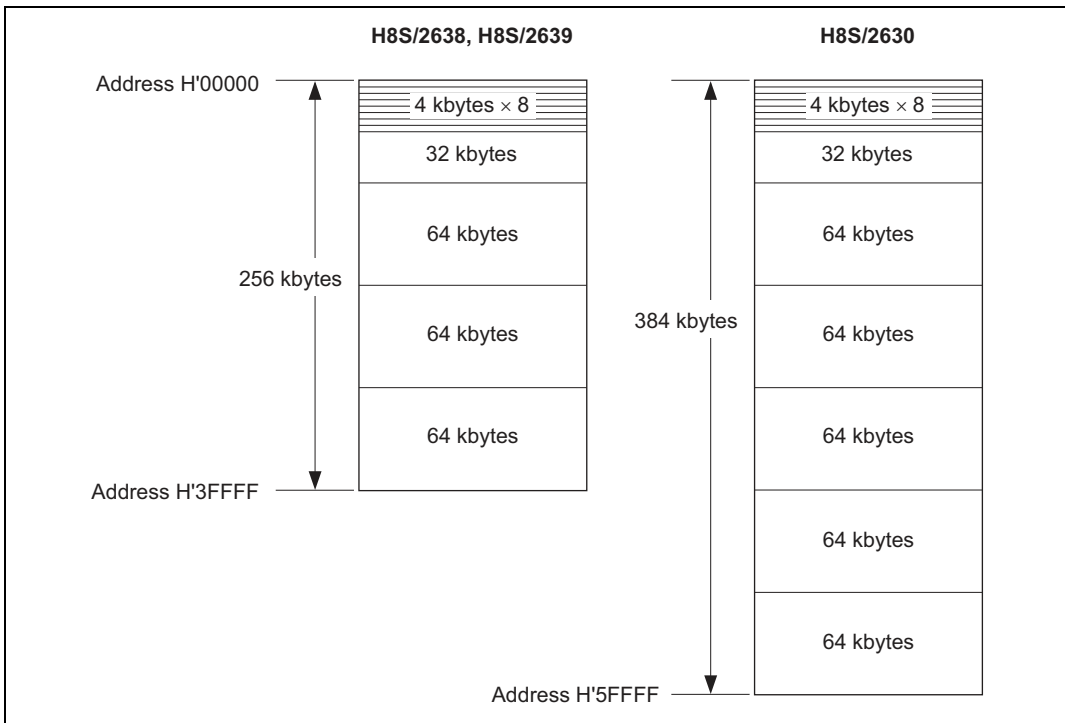 H8S/2638, H8S/2639
H8S/2630
Address H'00000
4 kbytes × 8
4 kbytes × 8
32 kbytes
32 kbytes
64 kbytes
64 kbytes
256 kbytes
64 kbytes
64 kbytes
384 kbytes
64 kbytes
64 kbytes
Address H'3FFFF
64 kbytes
64 kbytes
Address H'5FFFF